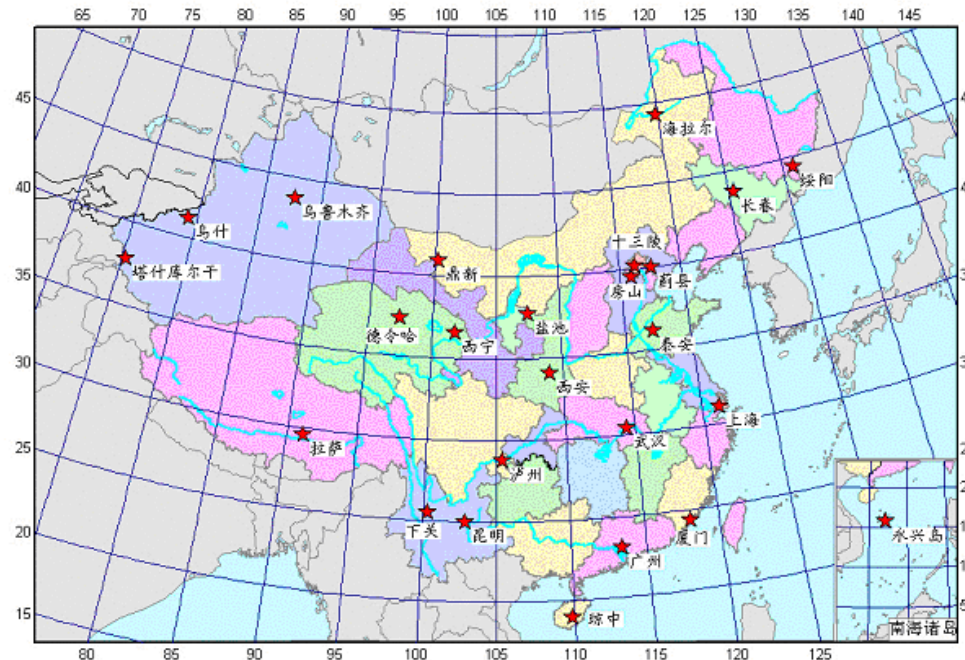 65 70 75 80 85 90 95 100 105 110 115 120 125 130 135 140 145
45
海拉尔
绥阳
40
长春
乌鲁木齐
乌什
十三陵
塔什库尔干
鼎新
蓟县
房山
35
德令哈
西宁
盐池
泰安
30
西安
上海
25
拉萨
武汉
泸州
20
下关
昆明
厦门
永兴岛
广州
15
琼中
南海诸岛
80 85 90 95 100 105 110 115 120 125